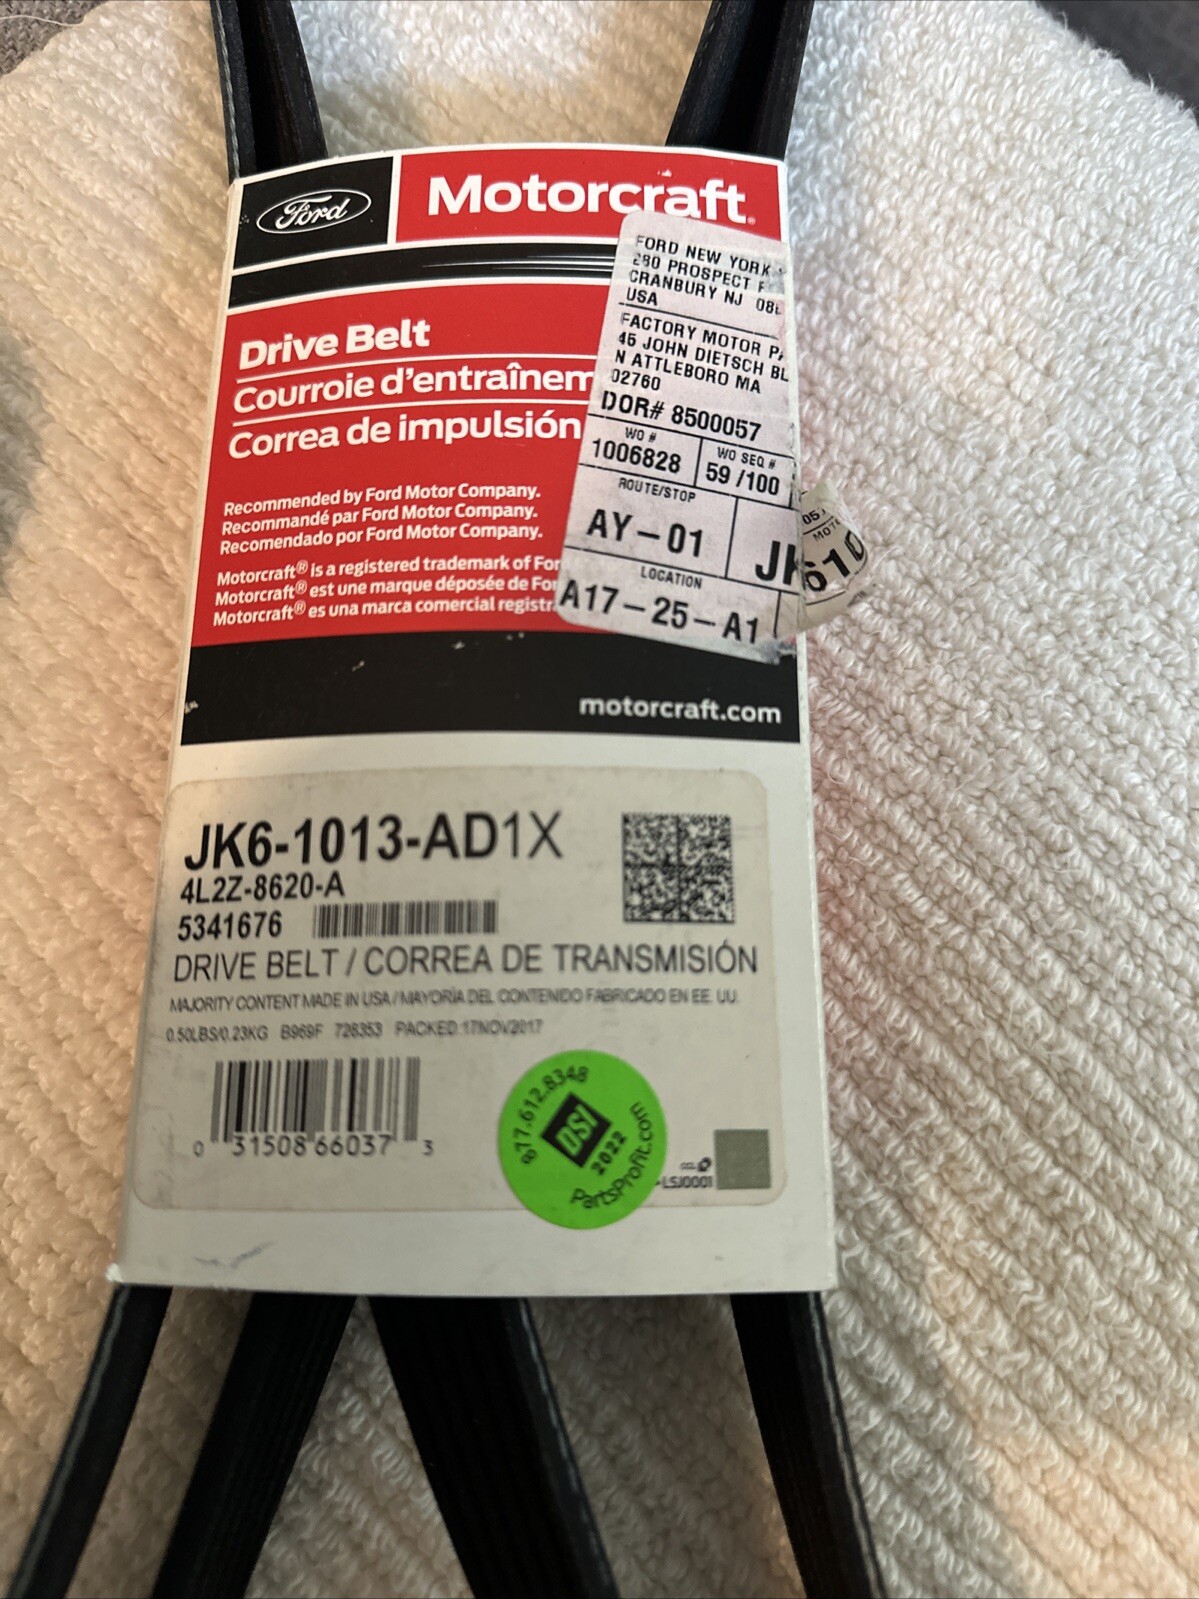 Ford
Motorcraft®
FORD NEW YORK
280 PROSPECT
CRANBURY NJ
USA
FACTORY MOTOR
45 JOHN DIETSCH BL
N ATTLEBORO MA
02760
DOR# 8500057
WO #
1006828
WO SEQ #
59 /100
ROUTE/STOP
AY-01
JK
610
LOCATION
A17-25-A1
Drive Belt
Courroie d'entraînem
Correa de impulsión
Recommended by Ford Motor Company.
Recommandé par Ford Motor Company.
Recomendado por Ford Motor Company.
Motorcraft® is a registered trademark of For
Motorcraft® est une marque déposée de Fo
Motorcraft® es una marca comercial registr
motorcraft.com
JK6-1013-AD1X
4L2Z-8620-A
5341676
DRIVE BELT / CORREA DE TRANSMISIÓN
MAJORITY CONTENT MADE IN USA / MAYORÍA DEL CONTENIDO FABRICADO EN EE. UU.
0.50LBS/0.23KG B969F 726353 PACKED:17NOV2017
0 31508 66037 3
877.612.8348
DSI
2022
PartsProfit.com
-LSJ0001